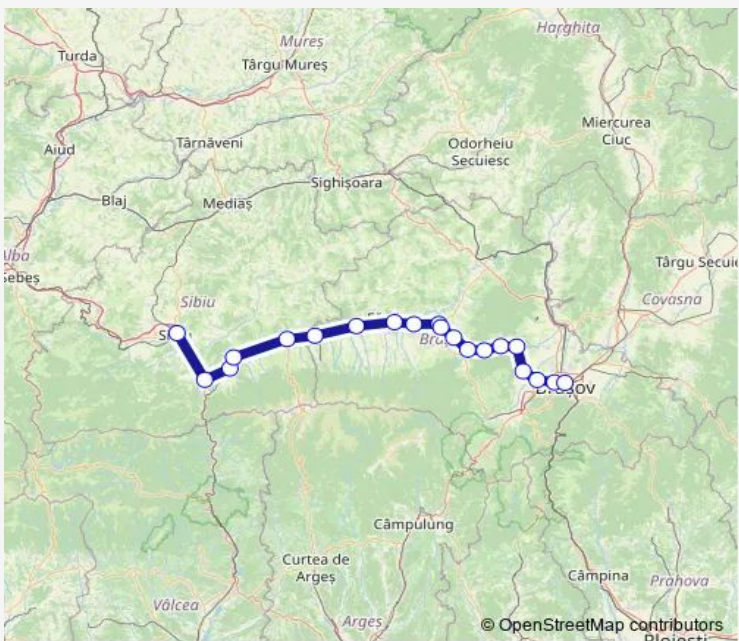 Harghita
Mureș
Turda
Târgu Mureș
Miercurea
Ciuc
Aiud
Târnăveni
Odorheiu
Secuiesc
Sighișoara
Blaj
Mediaș
Alba
Sebeș
Târgu Secuie
Sibiu
Covasna
Brașov
Câmpulung
Curtea de
Argeș
Câmpina
Prahova
Vâlcea
Argeș
© OpenStreetMap contributors
Ploiești